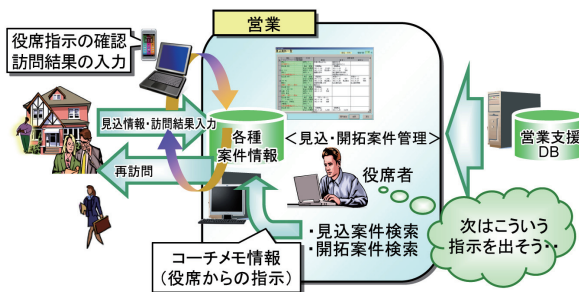 営業
役席指示の確認
訪問結果の入力
見込情報・訪問結果入力
各種
案件情報
再訪問
＜見込・開拓案件管理＞
役席者
営業支援
DB
・見込案件検索
・開拓案件検索
次はこういう
指示を出そう・・
コーチメモ情報
（役席からの指示）